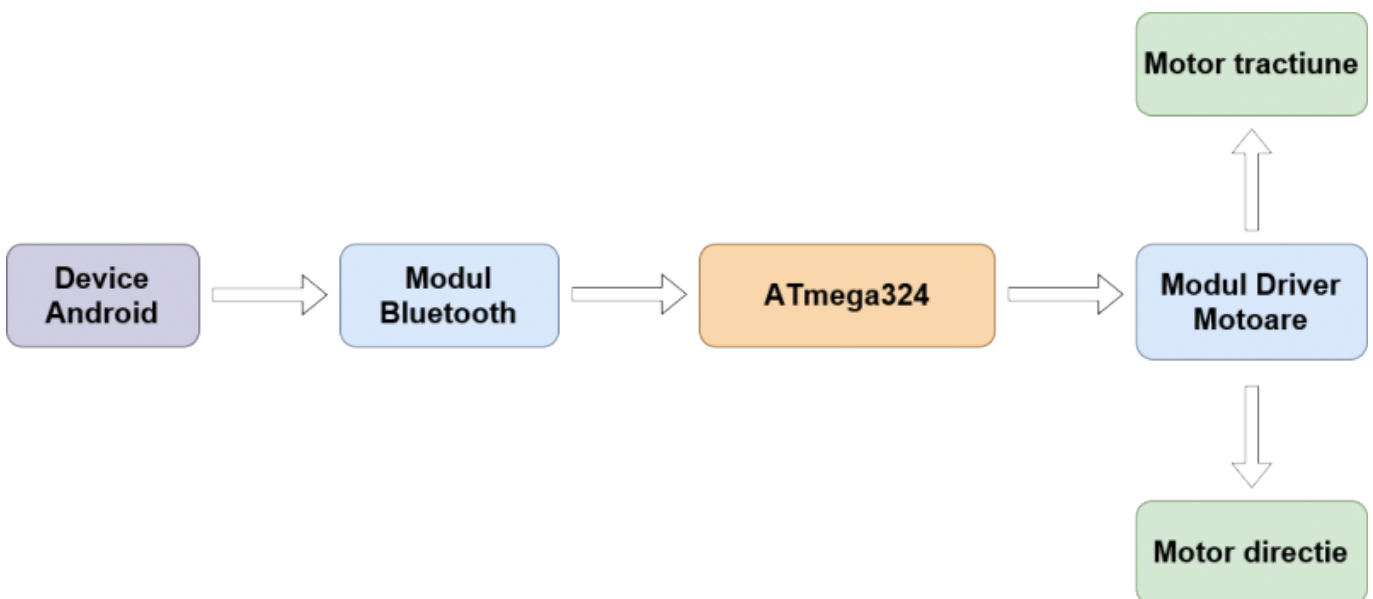 Motor tractiune
Device
Android
Modul
Bluetooth
ATmega324
Modul Driver
Motoare
Motor directie